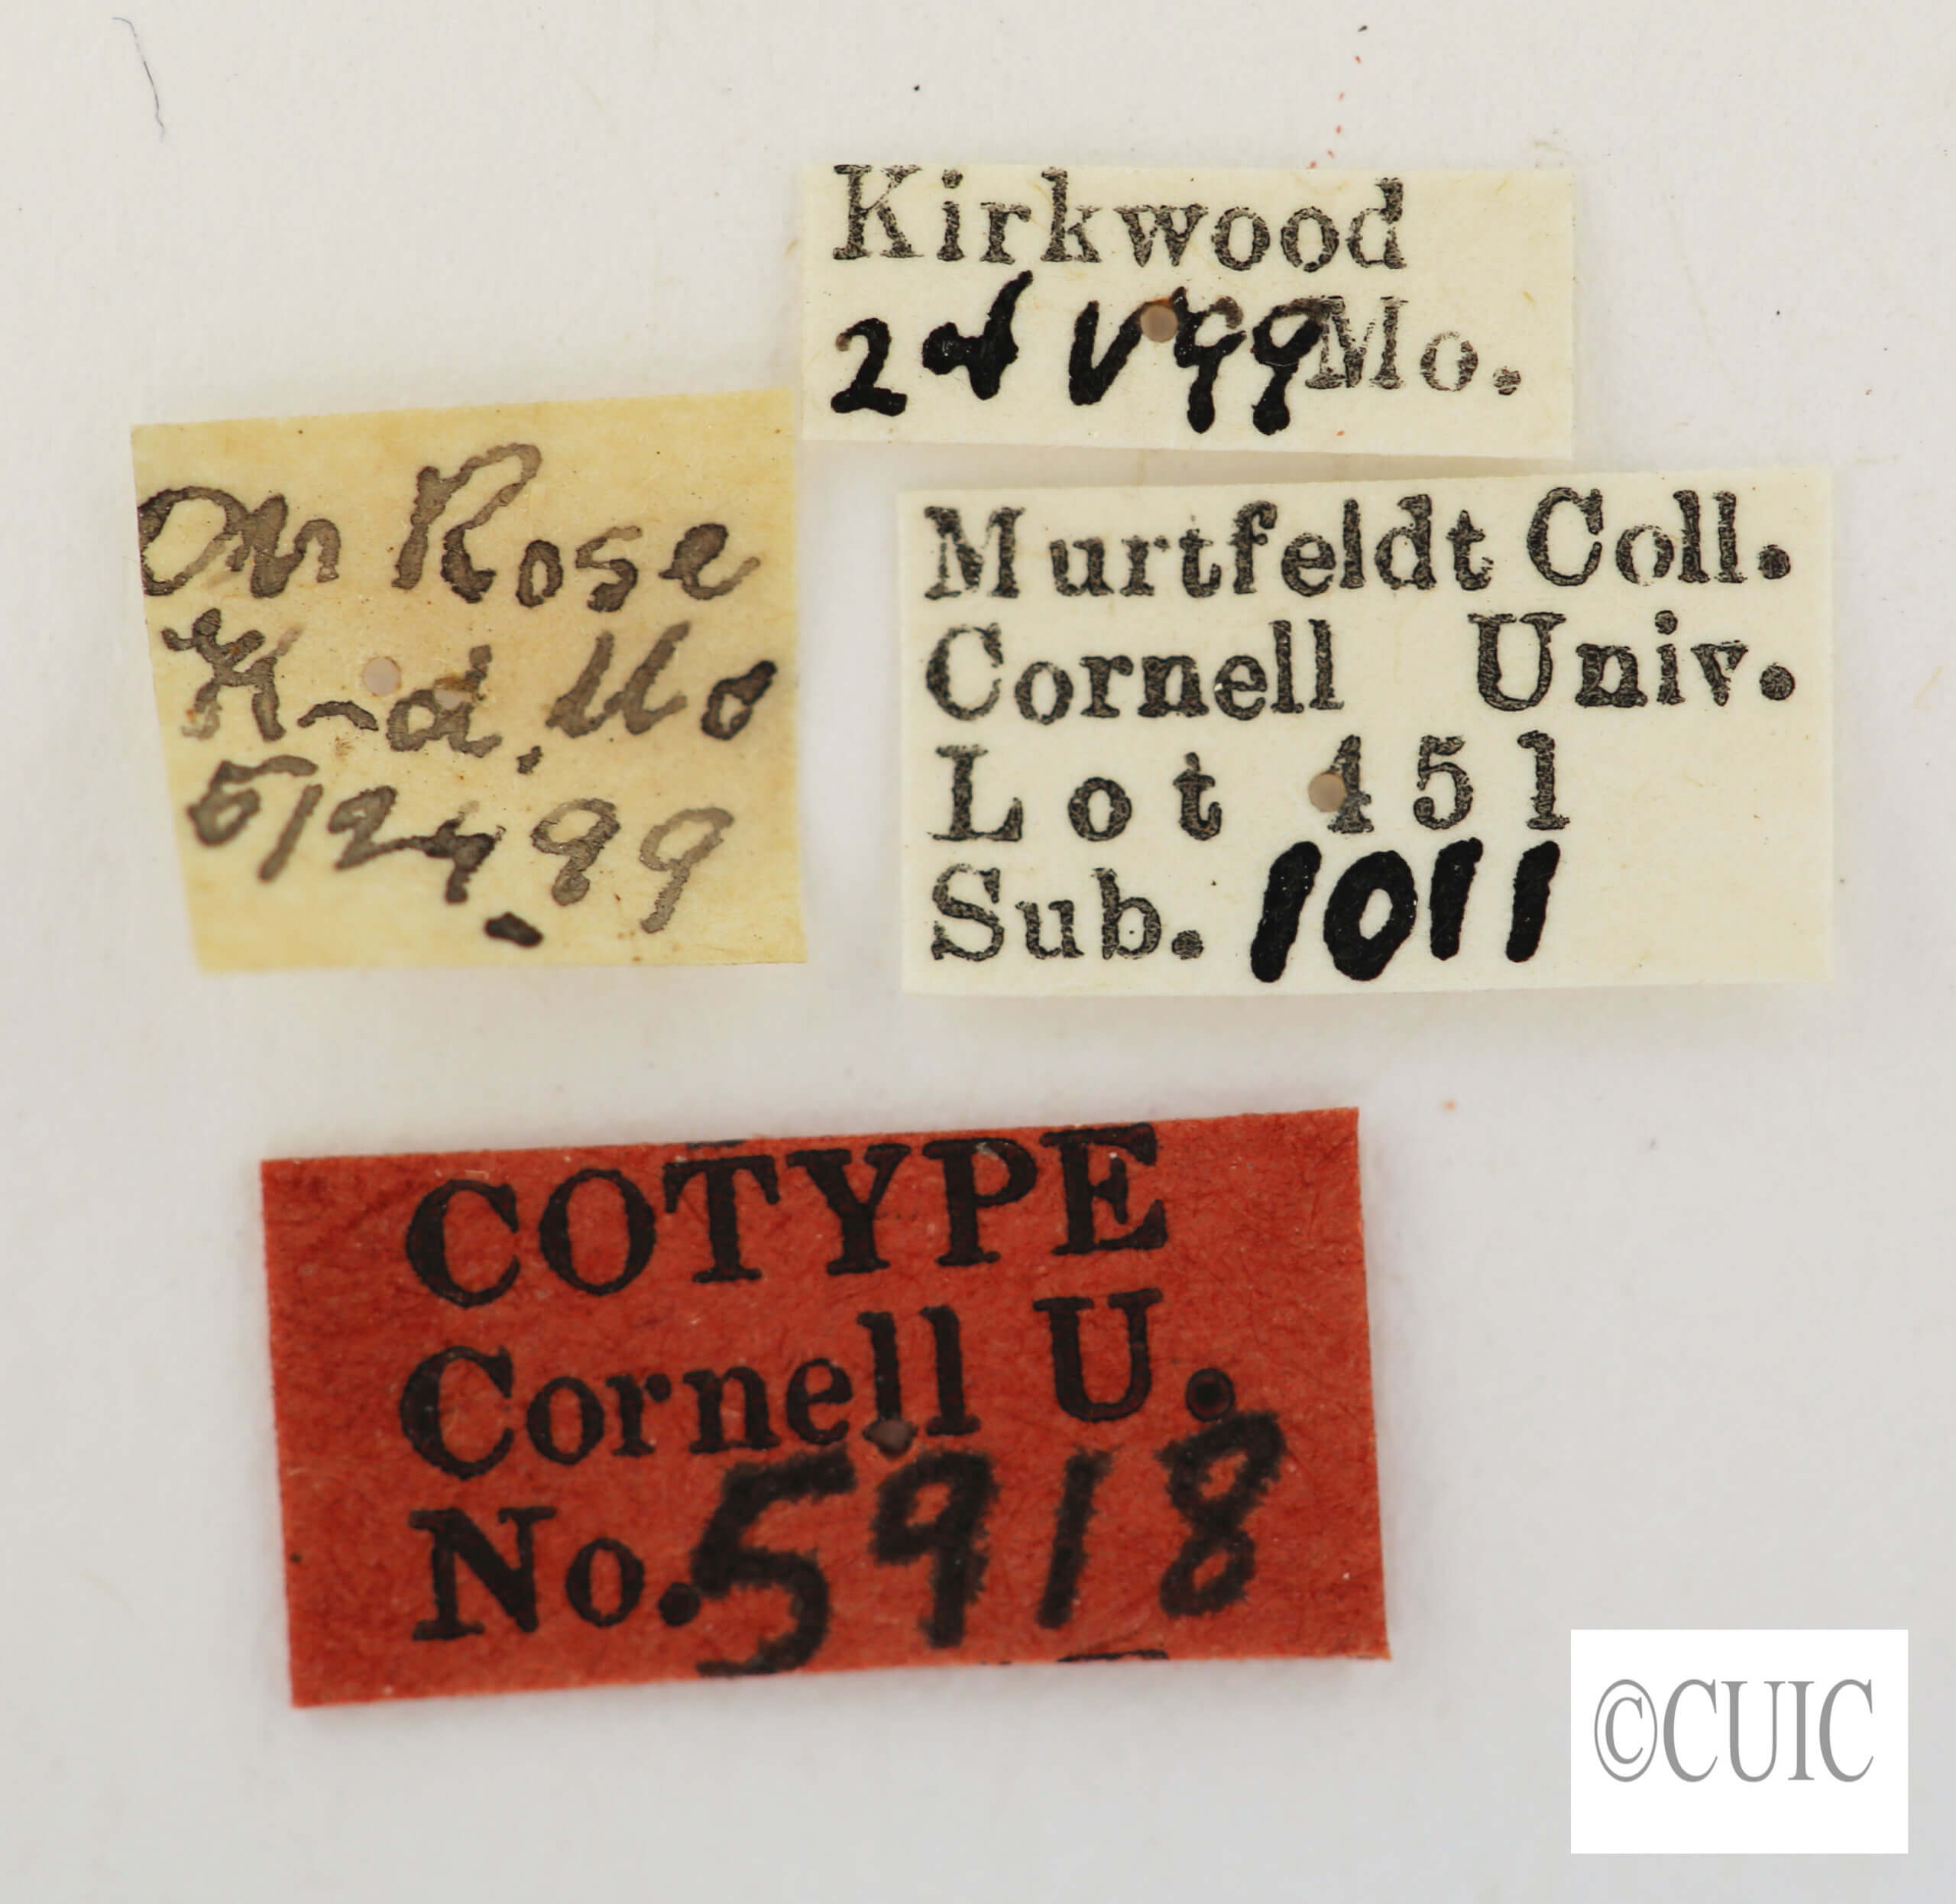 Kirkwood
24 V 99 Mo.
On Rose
K-d, Mo
5/24 99
Murtfeldt Coll.
Cornell Univ.
Lot 451
Sub. 1011
COTYPE
Cornell U.
No. 5918
©CUIC